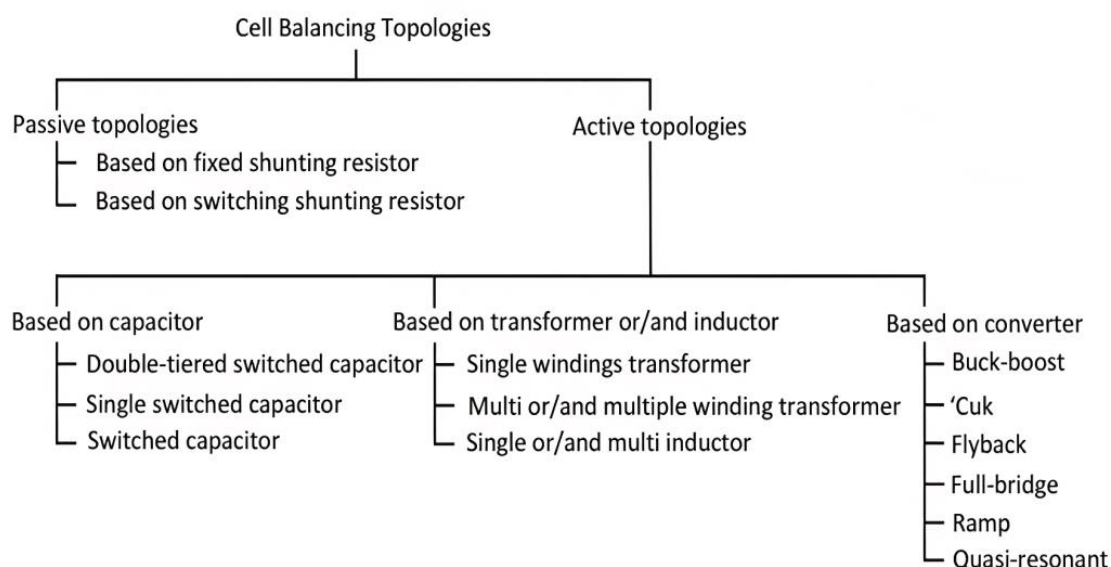 Cell Balancing Topologies
Passive topologies
Based on fixed shunting resistor
Based on switching shunting resistor
Active topologies
Based on capacitor
Double-tiered switched capacitor
Single switched capacitor
Switched capacitor
Based on transformer or/and inductor
Single windings transformer
Multi or/and multiple winding transformer
Single or/and multi inductor
Based on converter
Buck-boost
‘Cuk
Flyback
Full-bridge
Ramp
Quasi-resonant